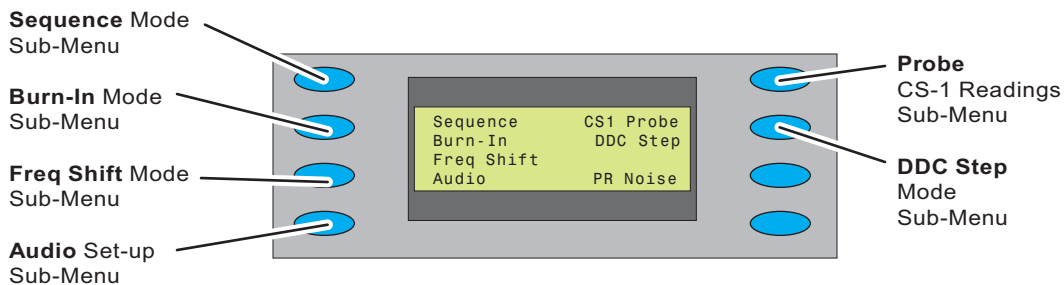 Sequence Mode
Sub-Menu
Burn-In Mode
Sub-Menu
Freq Shift Mode
Sub-Menu
Audio Set-up
Sub-Menu
Sequence CS1 Probe
Burn-In DDC Step
Freq Shift
Audio PR Noise
Probe
CS-1 Readings
Sub-Menu
DDC Step
Mode
Sub-Menu